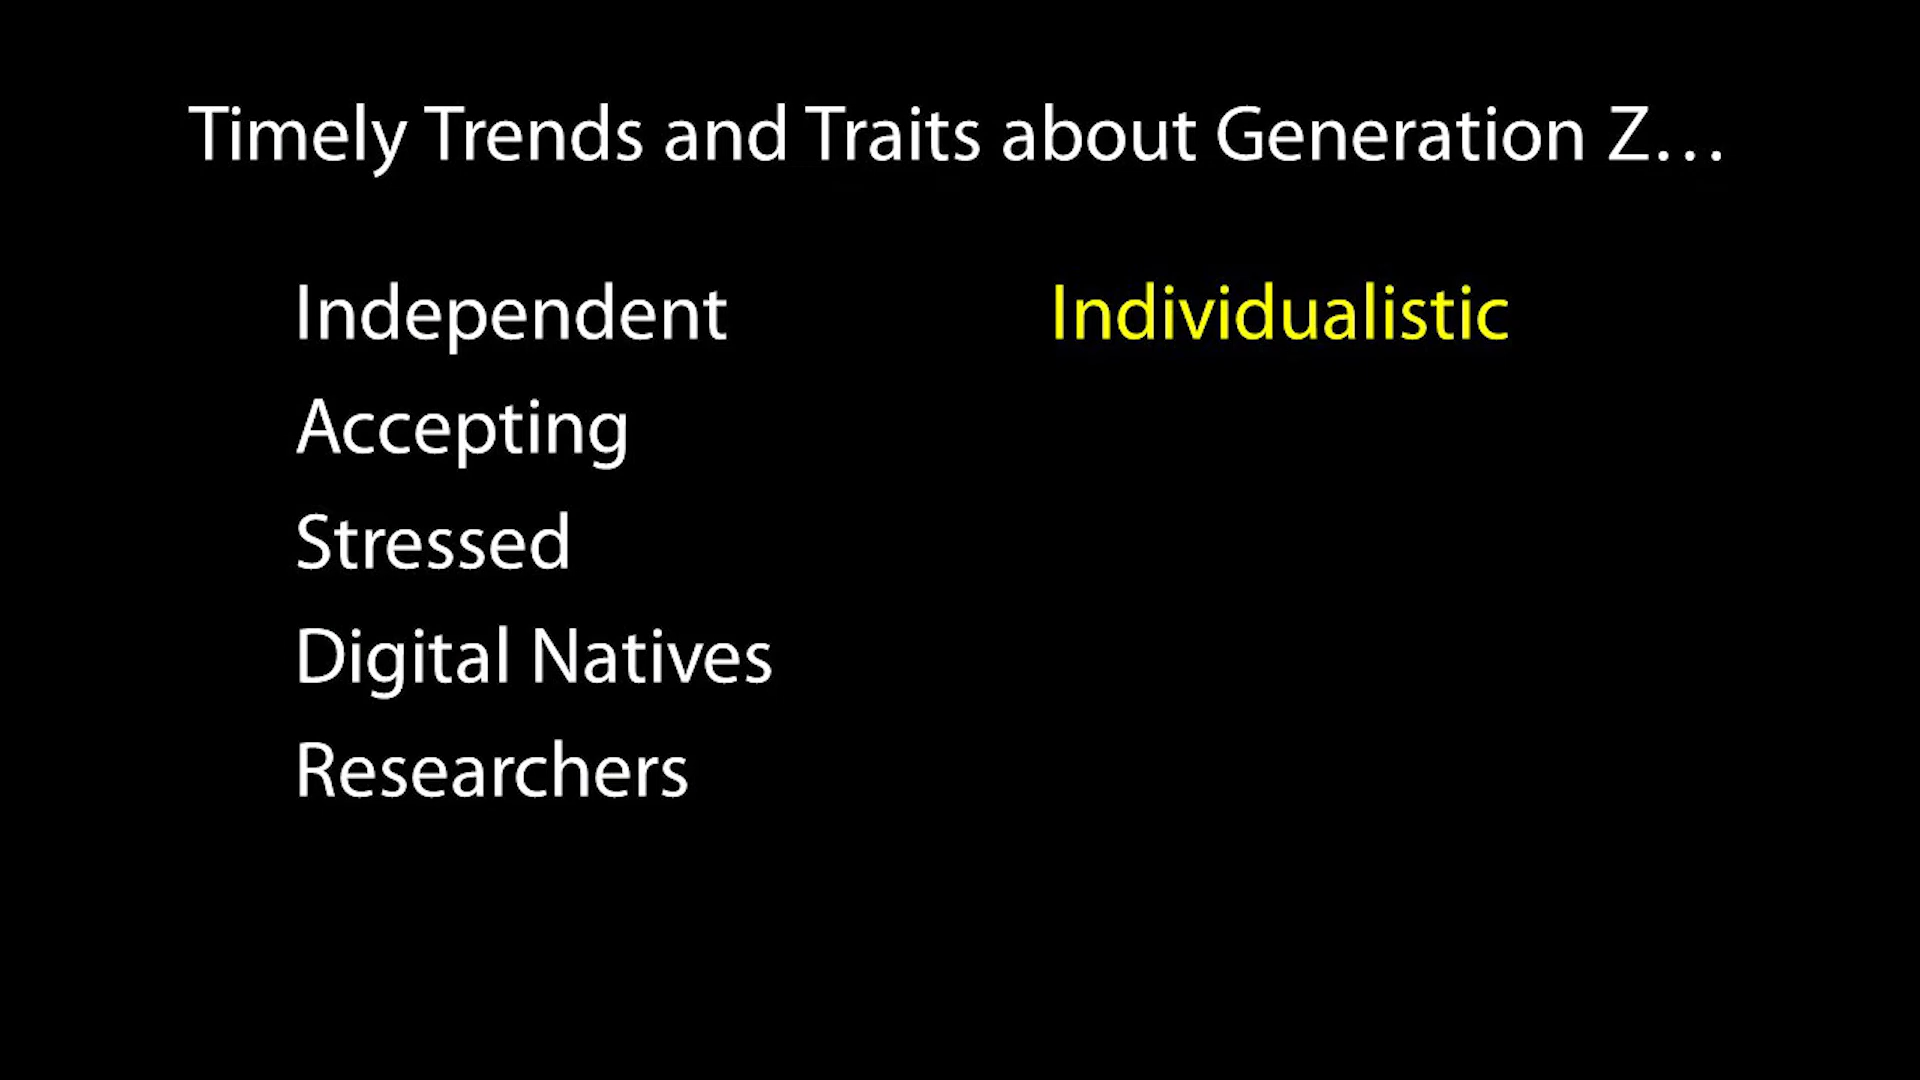 Timely Trends and Traits about Generation Z…
Independent
Accepting
Stressed
Digital Natives
Researchers
Individualistic